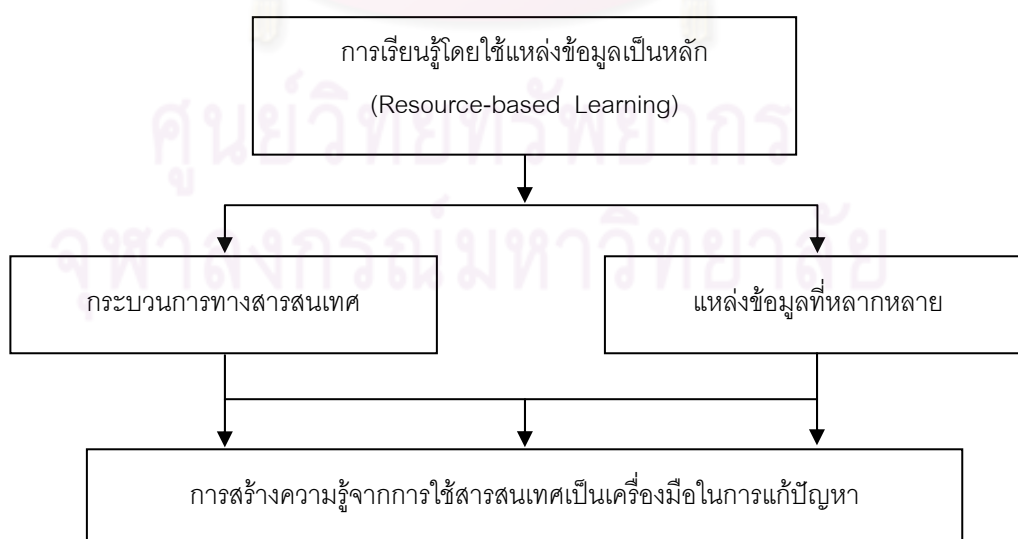 การเรียนรู้โดยใช้แหล่งข้อมูลเป็นหลัก
(Resource-based Learning)
ศูนย์วิทยทรัพยากร
จุฬาลงกรณ์มหาวิทยาลัย
กระบวนการทางสารสนเทศ
แหล่งข้อมูลที่หลากหลาย
การสร้างความรู้จากการใช้สารสนเทศเป็นเครื่องมือในการแก้ปัญหา